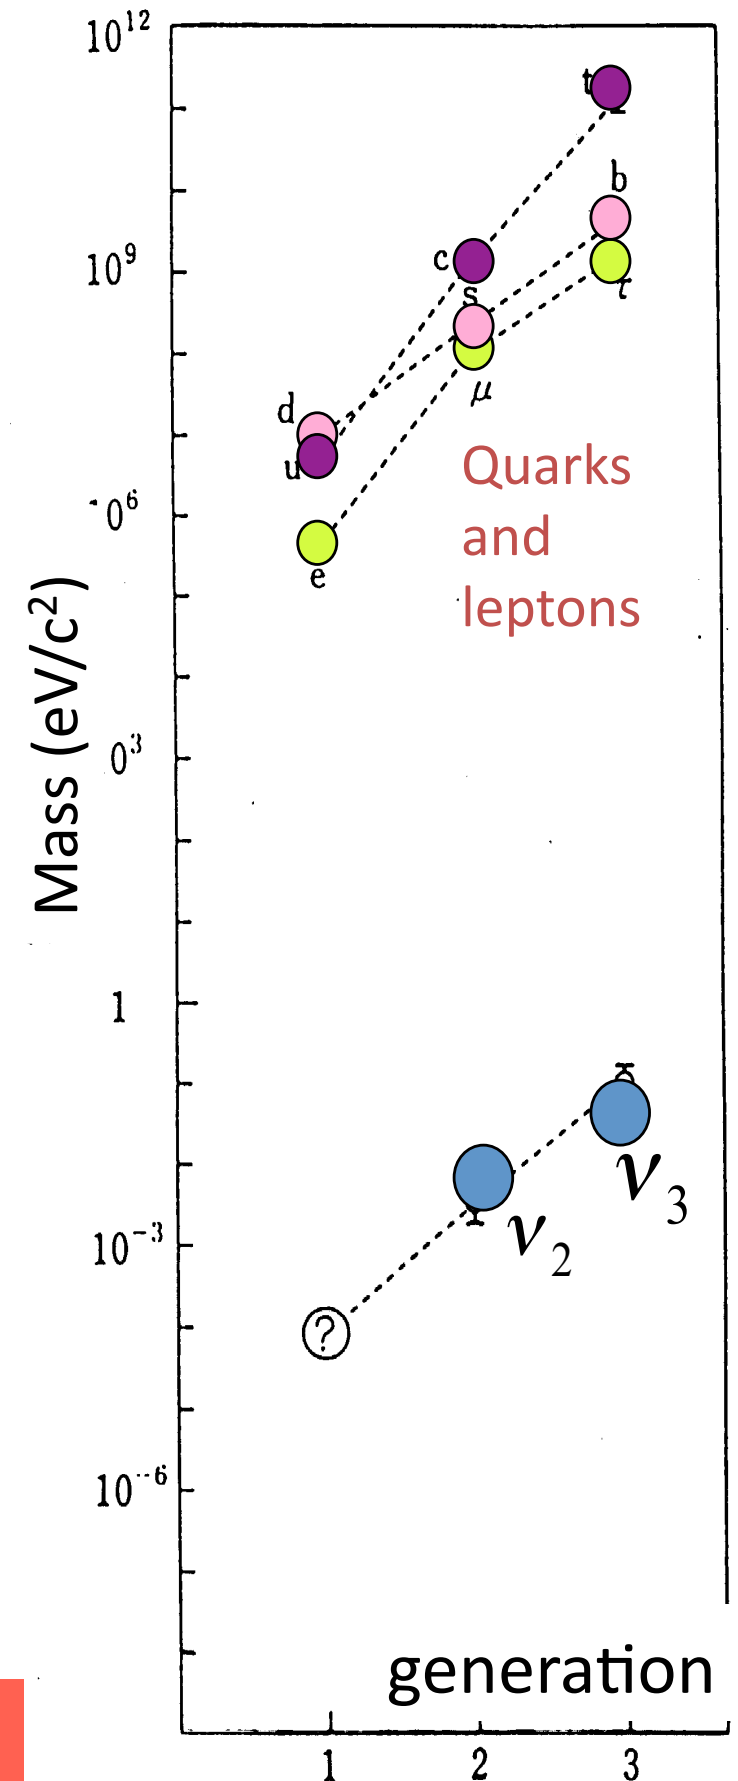 10¹²
t
b
10⁹
c
s
τ
d
μ
u
Quarks
·0⁶
and
e
leptons
Mass (eV/c²)
0³
1
ν₃
ν₂
10⁻³
?
10⁻⁶
generation
1 2 3